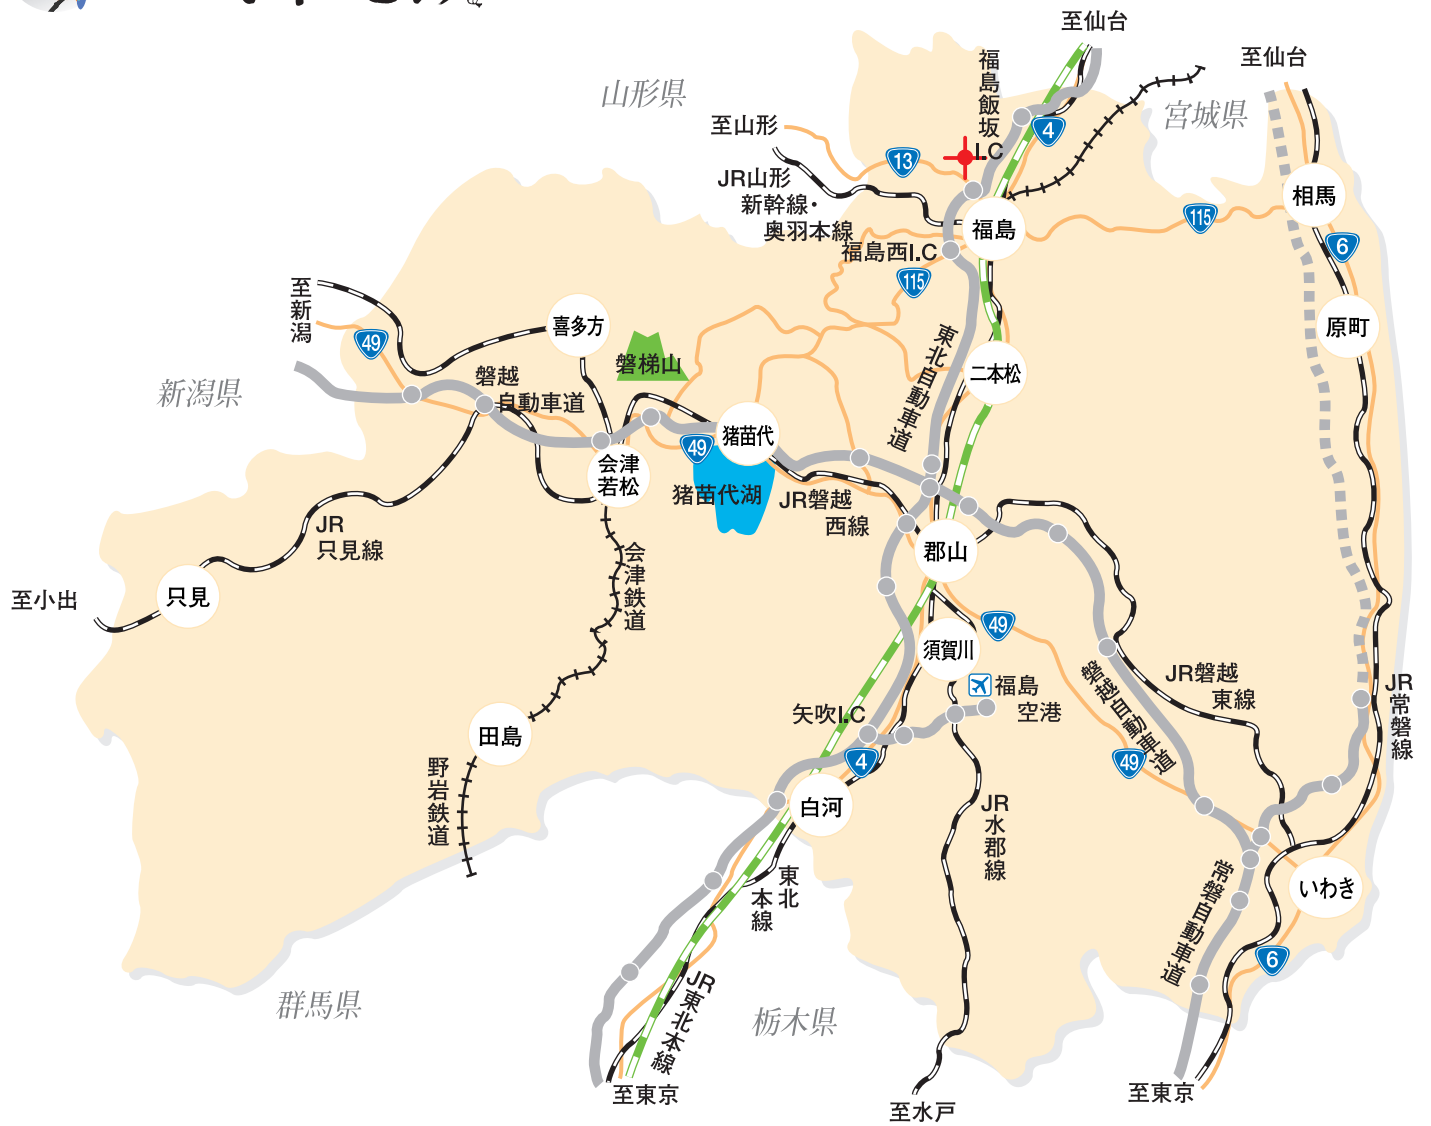 至仙台
至仙台
山形県
宮城県
福島飯坂
I.C
4
至山形
13
JR山形
新幹線・
奥羽本線
相馬
115
福島
6
福島西I.C
115
至新潟
喜多方
原町
49
磐梯山
東北自動車道
二本松
新潟県
磐越
自動車道
猪苗代
49
会津
若松
猪苗代湖
JR磐越
西線
JR
只見線
郡山
会津鉄道
只見
至小出
49
須賀川
JR磐越
東線
磐越自動車道
福島
空港
JR常磐線
矢吹I.C
田島
4
49
野岩鉄道
白河
JR水郡線
東北
本線
いわき
常磐自動車道
6
群馬県
栃木県
JR東北本線
至東京
至水戸
至東京